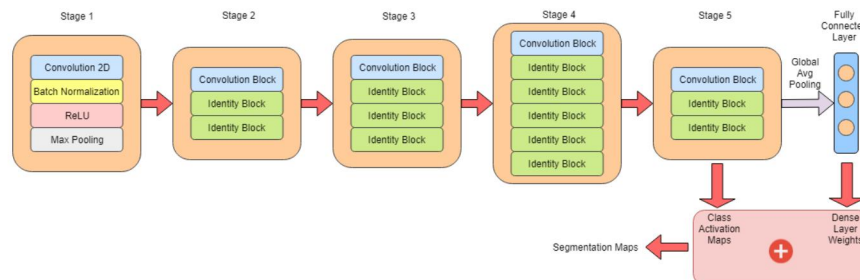 Stage 1
Convolution 2D
Batch Normalization
ReLU
Max Pooling
Stage 2
Convolution Block
Identity Block
Identity Block
Stage 3
Convolution Block
Identity Block
Identity Block
Identity Block
Stage 4
Convolution Block
Identity Block
Identity Block
Identity Block
Identity Block
Identity Block
Stage 5
Convolution Block
Identity Block
Identity Block
Global
Avg
Pooling
Fully
Connecte
Layer
Class
Activation
Maps
Dense
Layer
Weights
Segmentation Maps